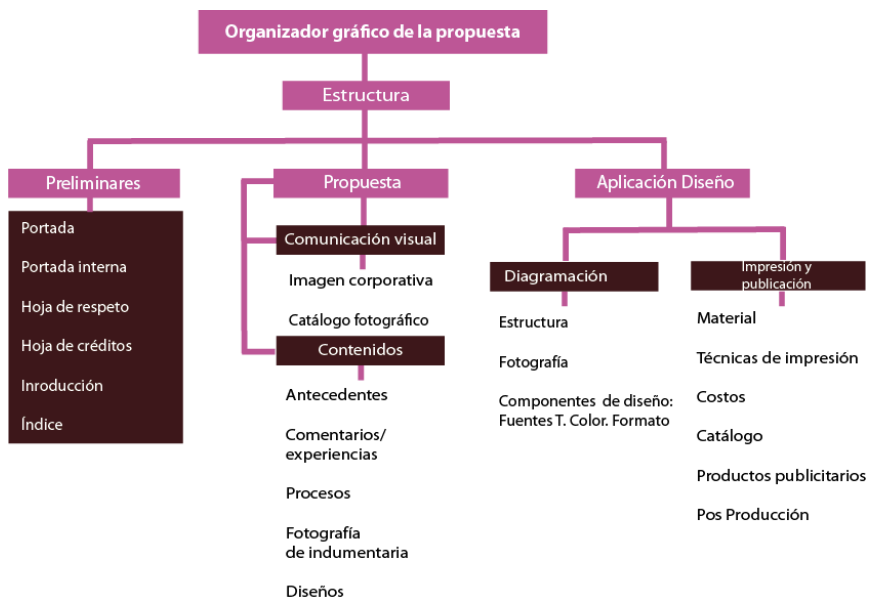 Organizador gráfico de la propuesta
Estructura
Preliminares
Portada
Portada interna
Hoja de respeto
Hoja de créditos
Inroducción
Índice
Propuesta
Comunicación visual
Imagen corporativa
Catálogo fotográfico
Contenidos
Antecedentes
Comentarios/
experiencias
Procesos
Fotografía
de indumentaria
Diseños
Aplicación Diseño
Diagramación
Estructura
Fotografía
Componentes de diseño:
Fuentes T. Color. Formato
Impresión y
publicación
Material
Técnicas de impresión
Costos
Catálogo
Productos publicitarios
Pos Producción